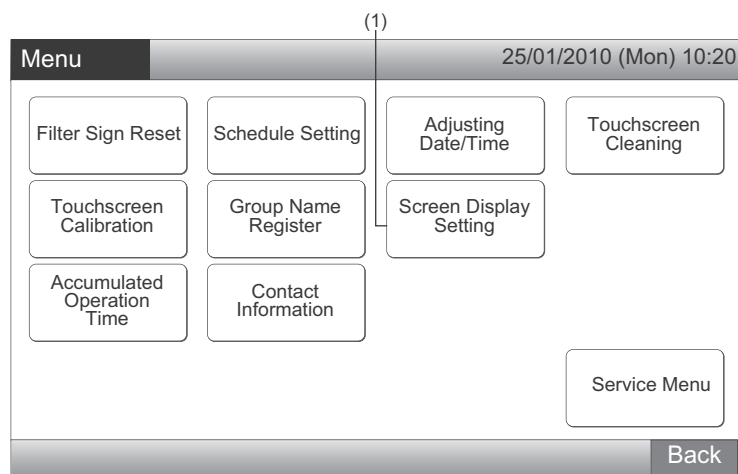 (1)
Menu
25/01/2010 (Mon) 10:20
Filter Sign Reset
Schedule Setting
Adjusting
Date/Time
Touchscreen
Cleaning
Touchscreen
Calibration
Group Name
Register
Screen Display
Setting
Accumulated
Operation
Time
Contact
Information
Service Menu
Back